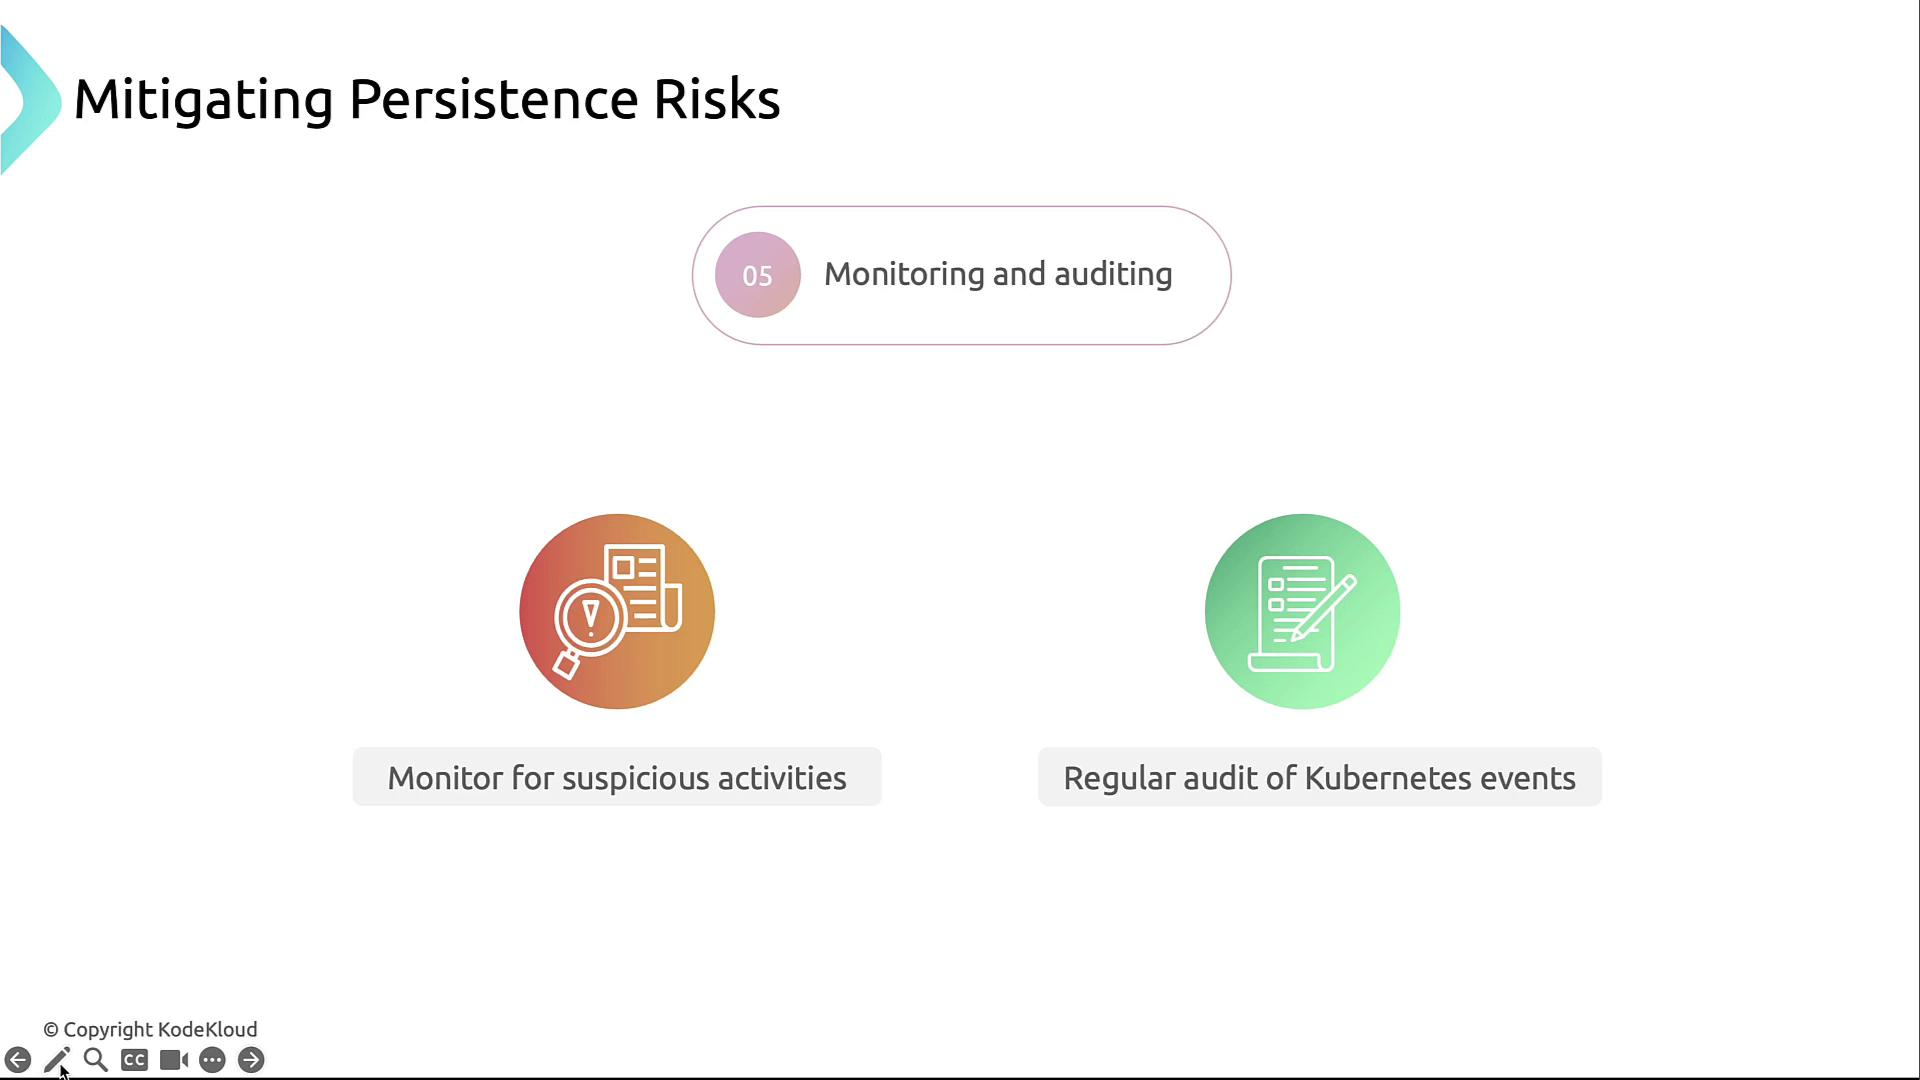 Mitigating Persistence Risks
05
Monitoring and auditing
Monitor for suspicious activities
Regular audit of Kubernetes events
© Copyright KodeKloud
CC